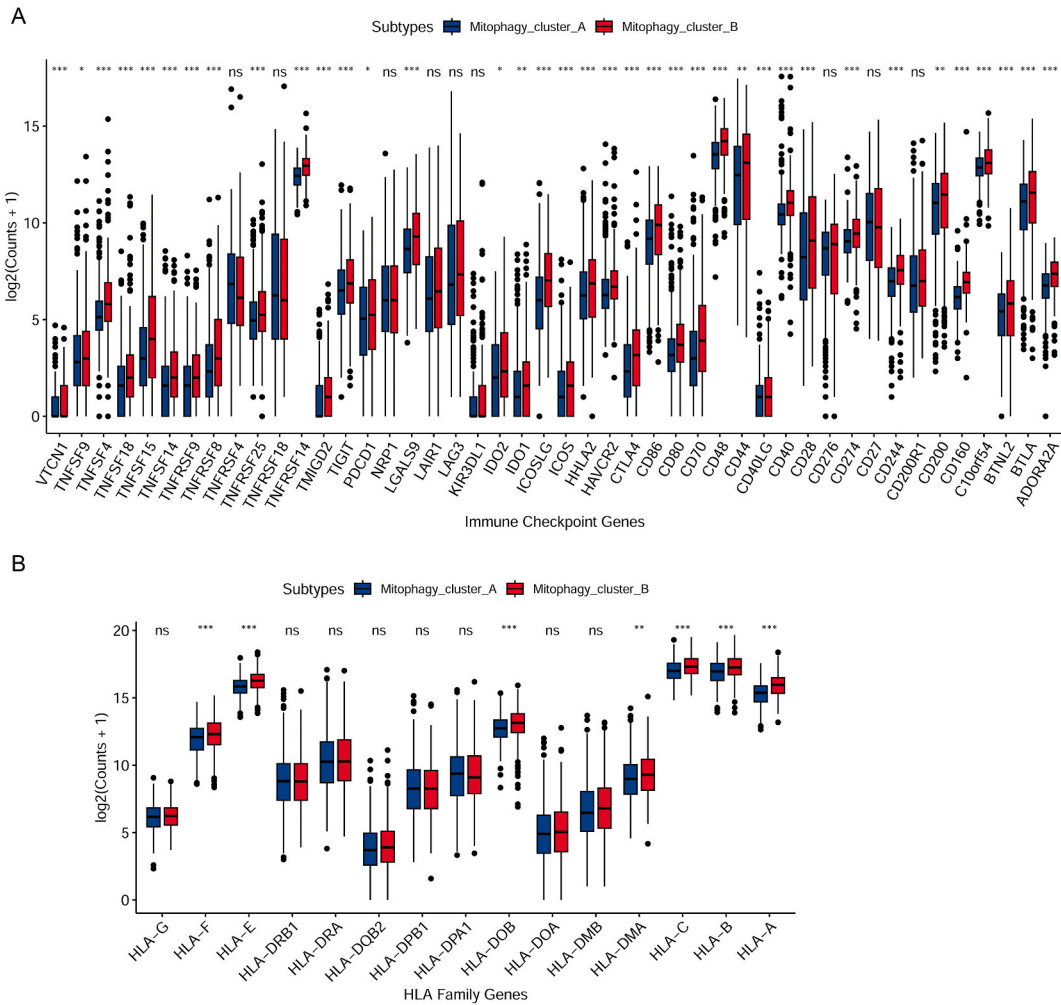 A
Subtypes Mitophagy_cluster_A Mitophagy_cluster_B
*** * *** *** *** *** *** *** ns *** ns *** *** *** * ns *** ns ns ns * ** *** *** *** *** *** *** *** *** ** ** *** *** *** ns *** ns *** ns ** *** *** *** *** ***
log2(Counts + 1)
15
10
5
0
VTCN1
TNFSF9
TNFSF4
TNFSF18
TNFSF15
TNFSF14
TNFRSF9
TNFRSF8
TNFRSF4
TNFRSF25
TNFRSF18
TNFRSF14
TMIGD2
TIGIT
PDCD1
NRP1
LGALS9
LAIR1
LAG3
KIR3DL1
IDO2
IDO1
ICOSLG
ICOS
HHLA2
HAVCR2
CTLA4
CD86
CD80
CD70
CD48
CD44
CD40LG
CD40
CD28
CD276
CD274
CD27
CD244
CD200R1
CD200
CD160
C10orf54
BTNL2
BTLA
ADORA2A
Immune Checkpoint Genes
B
Subtypes Mitophagy_cluster_A Mitophagy_cluster_B
ns *** *** ns ns ns ns ns *** ns ns ** *** *** ***
log2(Counts + 1)
20
15
10
5
0
HLA−G
HLA−F
HLA−E
HLA−DRB1
HLA−DRA
HLA−DQB2
HLA−DPB1
HLA−DPA1
HLA−DOB
HLA−DOA
HLA−DMB
HLA−DMA
HLA−C
HLA−B
HLA−A
HLA Family Genes